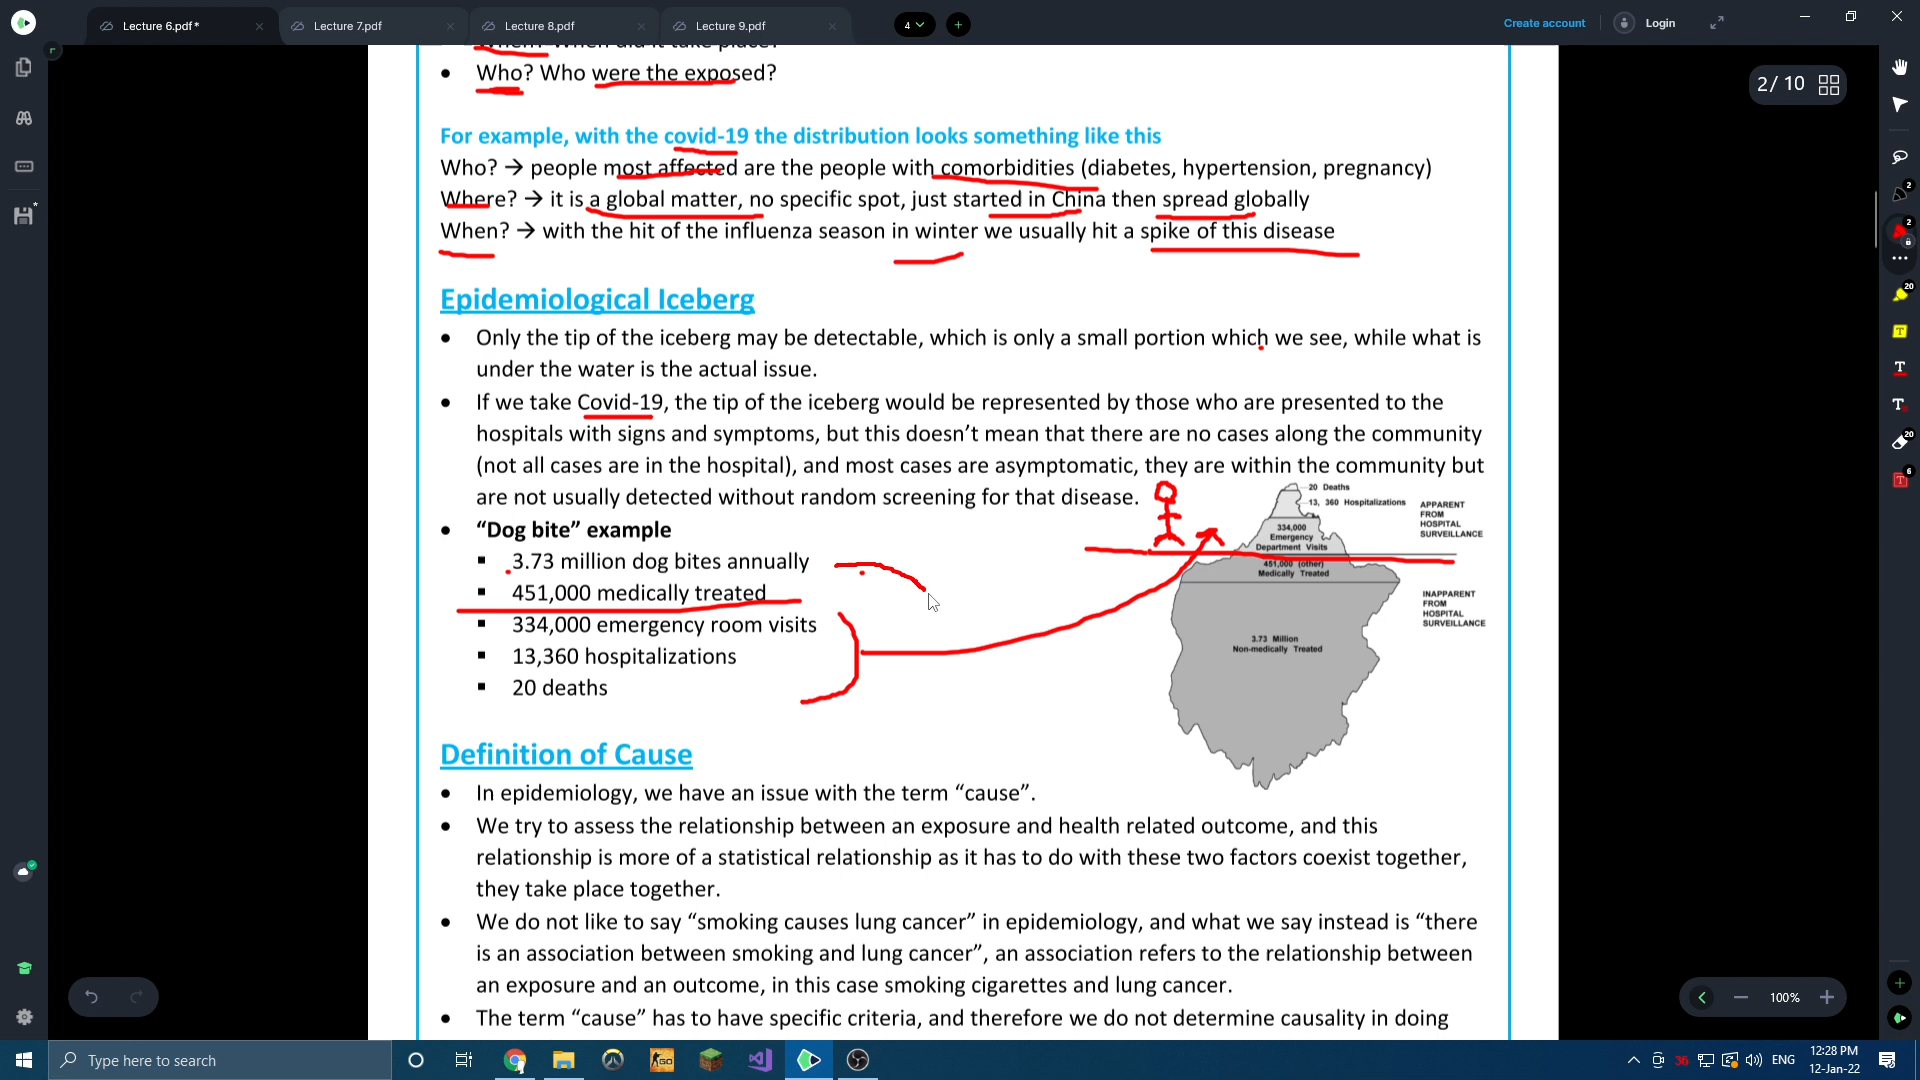 Lecture 6.pdf*
Lecture 7.pdf
Lecture 8.pdf
Lecture 9.pdf
4
Create account
Login
2 / 10
When? When did it take place?
• Who? Who were the exposed?
For example, with the covid-19 the distribution looks something like this
Who? → people most affected are the people with comorbidities (diabetes, hypertension, pregnancy)
Where? → it is a global matter, no specific spot, just started in China then spread globally
When? → with the hit of the influenza season in winter we usually hit a spike of this disease
Epidemiological Iceberg
• Only the tip of the iceberg may be detectable, which is only a small portion which we see, while what is
under the water is the actual issue.
• If we take Covid-19, the tip of the iceberg would be represented by those who are presented to the
hospitals with signs and symptoms, but this doesn’t mean that there are no cases along the community
(not all cases are in the hospital), and most cases are asymptomatic, they are within the community but
are not usually detected without random screening for that disease.
• “Dog bite” example
▪ 3.73 million dog bites annually
▪ 451,000 medically treated
▪ 334,000 emergency room visits
▪ 13,360 hospitalizations
▪ 20 deaths
20 Deaths
13, 360 Hospitalizations
334,000
Emergency
Department Visits
451,000 (other)
Medically Treated
3.73 Million
Non-medically Treated
APPARENT
FROM
HOSPITAL
SURVEILLANCE
INAPPARENT
FROM
HOSPITAL
SURVEILLANCE
Definition of Cause
• In epidemiology, we have an issue with the term “cause”.
• We try to assess the relationship between an exposure and health related outcome, and this
relationship is more of a statistical relationship as it has to do with these two factors coexist together,
they take place together.
• We do not like to say “smoking causes lung cancer” in epidemiology, and what we say instead is “there
is an association between smoking and lung cancer”, an association refers to the relationship between
an exposure and an outcome, in this case smoking cigarettes and lung cancer.
• The term “cause” has to have specific criteria, and therefore we do not determine causality in doing
2
2
20
20
6
100%
Type here to search
GO
36
ENG
12:28 PM
12-Jan-22